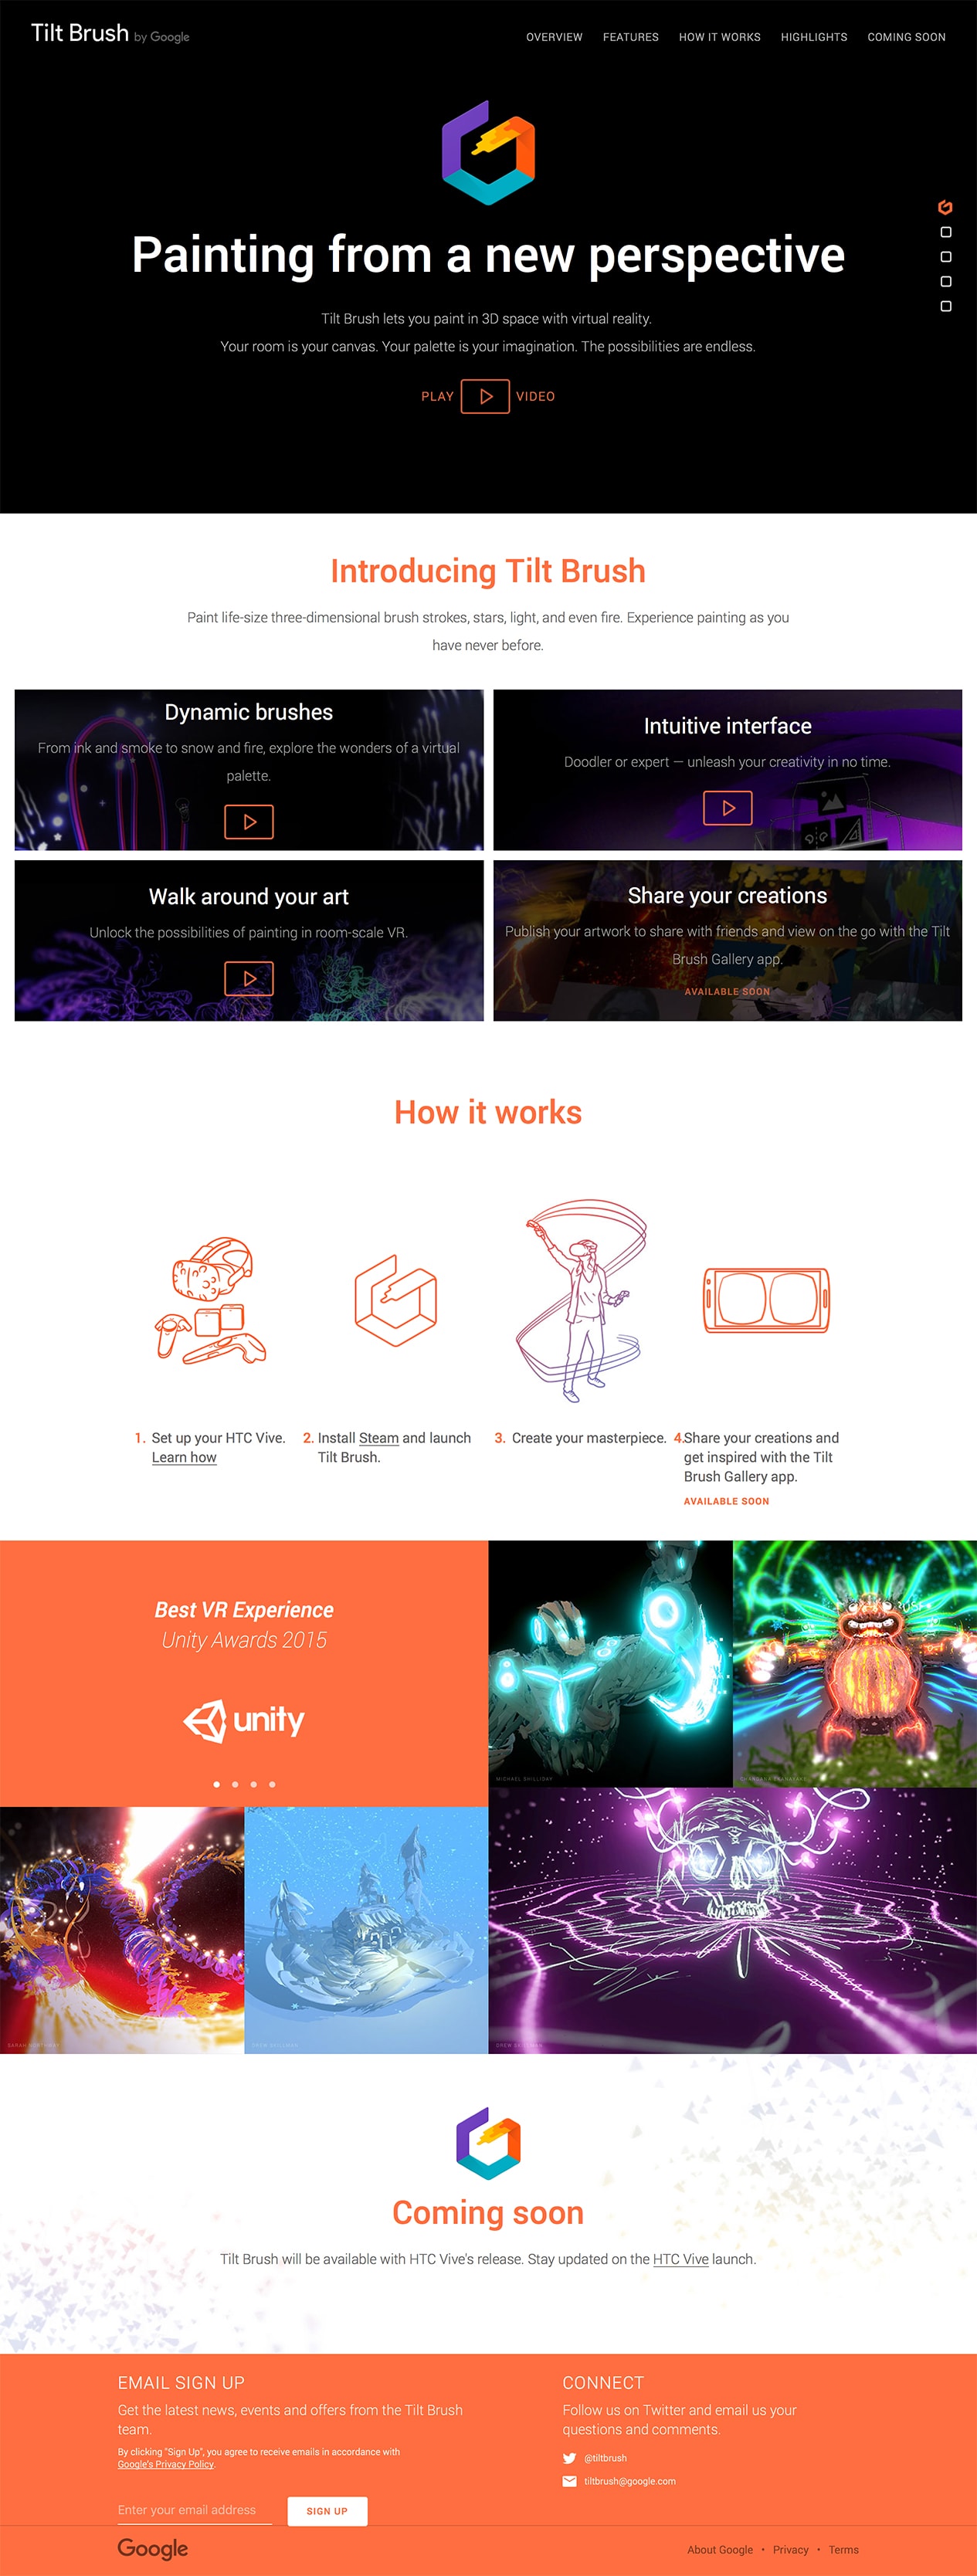 Tilt Brush by Google
OVERVIEW FEATURES HOW IT WORKS HIGHLIGHTS COMING SOON
Painting from a new perspective
Tilt Brush lets you paint in 3D space with virtual reality.
Your room is your canvas. Your palette is your imagination. The possibilities are endless.
PLAY VIDEO
Introducing Tilt Brush
Paint life-size three-dimensional brush strokes, stars, light, and even fire. Experience painting as you
have never before.
Dynamic brushes
From ink and smoke to snow and fire, explore the wonders of a virtual
palette.
Intuitive interface
Doodler or expert — unleash your creativity in no time.
Walk around your art
Unlock the possibilities of painting in room-scale VR.
Share your creations
Publish your artwork to share with friends and view on the go with the Tilt
Brush Gallery app.
AVAILABLE SOON
How it works
1. Set up your HTC Vive.
Learn how
2. Install Steam and launch
Tilt Brush.
3. Create your masterpiece.
4. Share your creations and
get inspired with the Tilt
Brush Gallery app.
AVAILABLE SOON
Best VR Experience
Unity Awards 2015
unity
MICHAEL SHILLIDAY
Coming soon
Tilt Brush will be available with HTC Vive's release. Stay updated on the HTC Vive launch.
EMAIL SIGN UP
Get the latest news, events and offers from the Tilt Brush
team.
By clicking "Sign Up", you agree to receive emails in accordance with
Google's Privacy Policy.
Enter your email address
SIGN UP
CONNECT
Follow us on Twitter and email us your
questions and comments.
@tiltbrush
tiltbrush@google.com
Google
About Google • Privacy • Terms